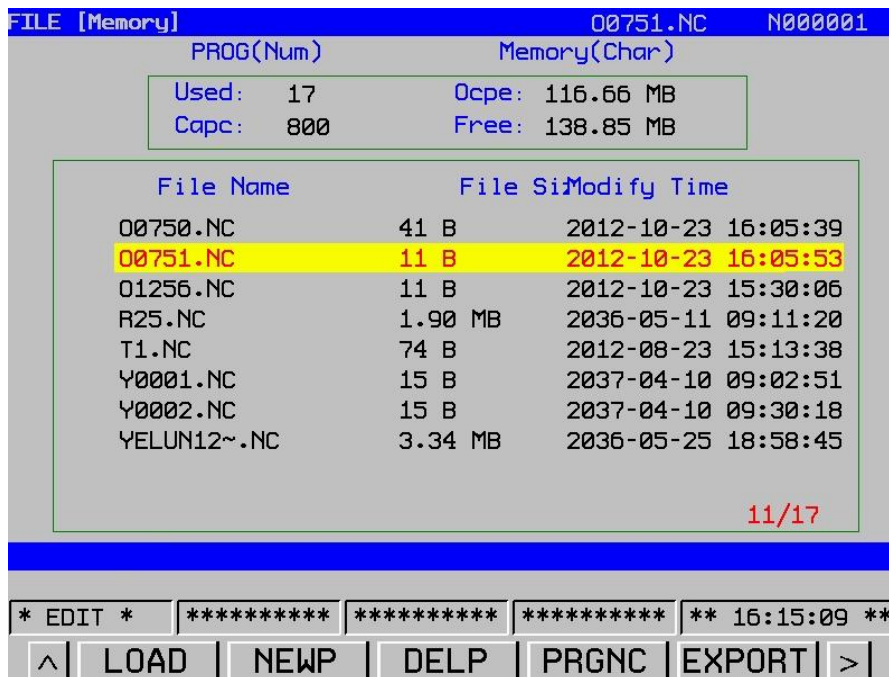 FILE [Memory] O0751.NC N000001
PROG(Num) Memory(Char)
Used: 17 Ocpe: 116.66 MB
Capc: 800 Free: 138.85 MB
File Name File Siz Modify Time
O0750.NC 41 B 2012-10-23 16:05:39
O0751.NC 11 B 2012-10-23 16:05:53
O1256.NC 11 B 2012-10-23 15:30:06
R25.NC 1.90 MB 2036-05-11 09:11:20
T1.NC 74 B 2012-08-23 15:13:38
Y0001.NC 15 B 2037-04-10 09:02:51
Y0002.NC 15 B 2037-04-10 09:30:18
YELUN12~.NC 3.34 MB 2036-05-25 18:58:45
11/17
* EDIT * ********** ********** ********** ** 16:15:09 **
^ LOAD NEWP DELP PRGNC EXPORT >